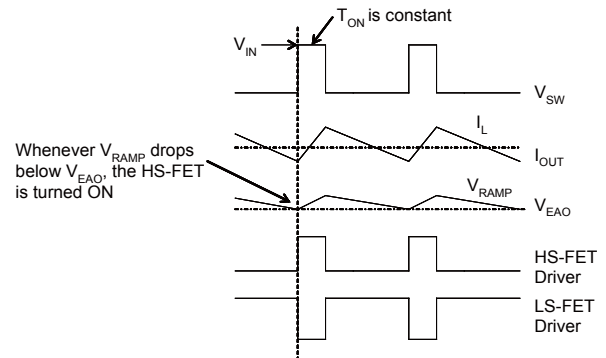 T_ON is constant
V_IN
V_SW
I_L
Whenever V_RAMP drops
below V_EAO, the HS-FET
is turned ON
I_OUT
V_RAMP
V_EAO
HS-FET
Driver
LS-FET
Driver